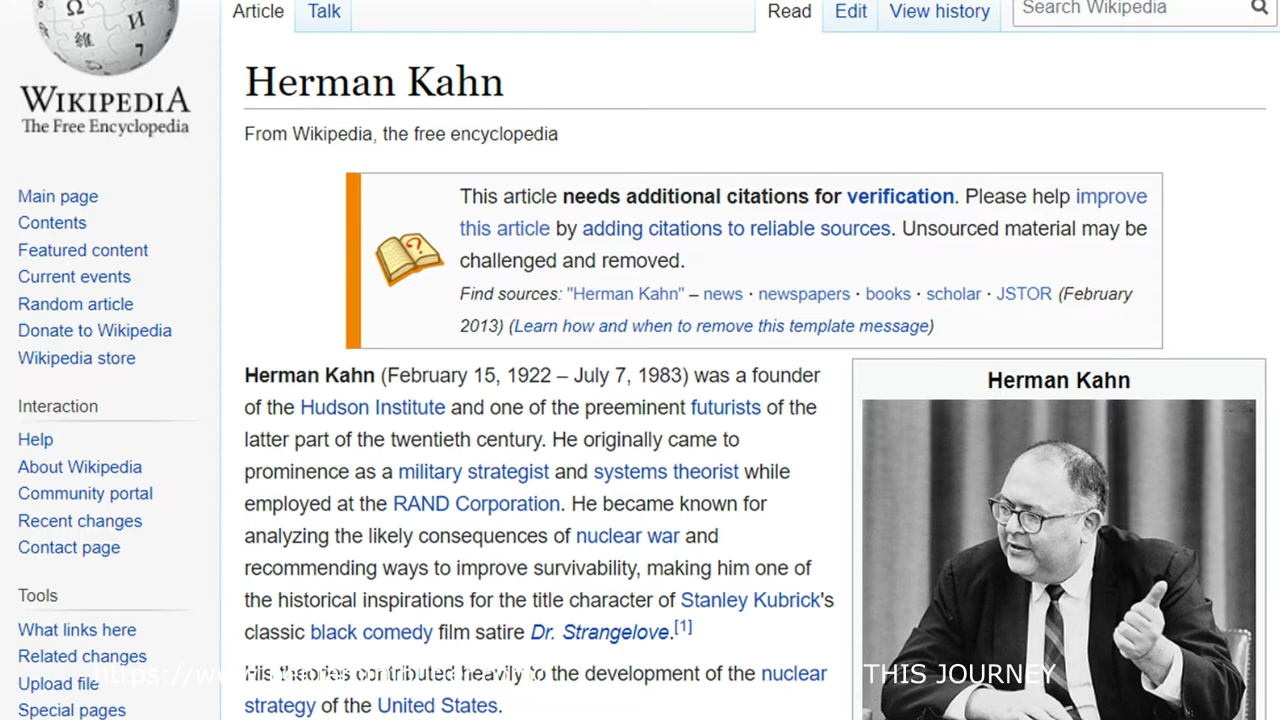 Article Talk Read Edit View history Search Wikipedia
Ω
維
И
7
WIKIPEDIA
The Free Encyclopedia
Main page
Contents
Featured content
Current events
Random article
Donate to Wikipedia
Wikipedia store
Interaction
Help
About Wikipedia
Community portal
Recent changes
Contact page
Tools
What links here
Related changes
Upload file
Special pages
Herman Kahn
From Wikipedia, the free encyclopedia
This article needs additional citations for verification. Please help improve
this article by adding citations to reliable sources. Unsourced material may be
challenged and removed.
Find sources: "Herman Kahn" – news · newspapers · books · scholar · JSTOR (February
2013) (Learn how and when to remove this template message)
Herman Kahn (February 15, 1922 – July 7, 1983) was a founder
of the Hudson Institute and one of the preeminent futurists of the
latter part of the twentieth century. He originally came to
prominence as a military strategist and systems theorist while
employed at the RAND Corporation. He became known for
analyzing the likely consequences of nuclear war and
recommending ways to improve survivability, making him one of
the historical inspirations for the title character of Stanley Kubrick's
classic black comedy film satire Dr. Strangelove.[1]
His theories contributed heavily to the development of the nuclear
strategy of the United States.
Herman Kahn
THIS JOURNEY